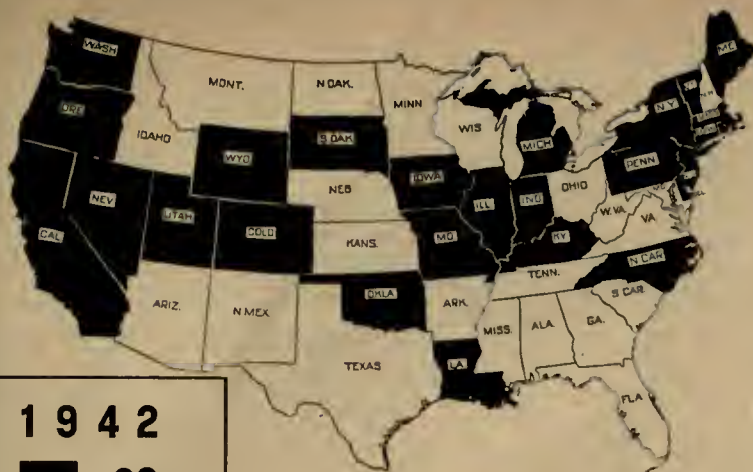 WASH
ORE
CAL
NEV
IDAHO
MONT.
WYO
UTAH
COLO
ARIZ.
N MEX
N DAK.
S DAK
NEB
KANS.
OKLA
TEXAS
MINN
IOWA
MO
ARK.
LA
WIS
ILL
MICH
IND
OHIO
KY
TENN.
MISS.
ALA.
GA.
FLA
S CAR.
N CAR
VA
W.VA
PENN
N.Y
N.H
ME
1942